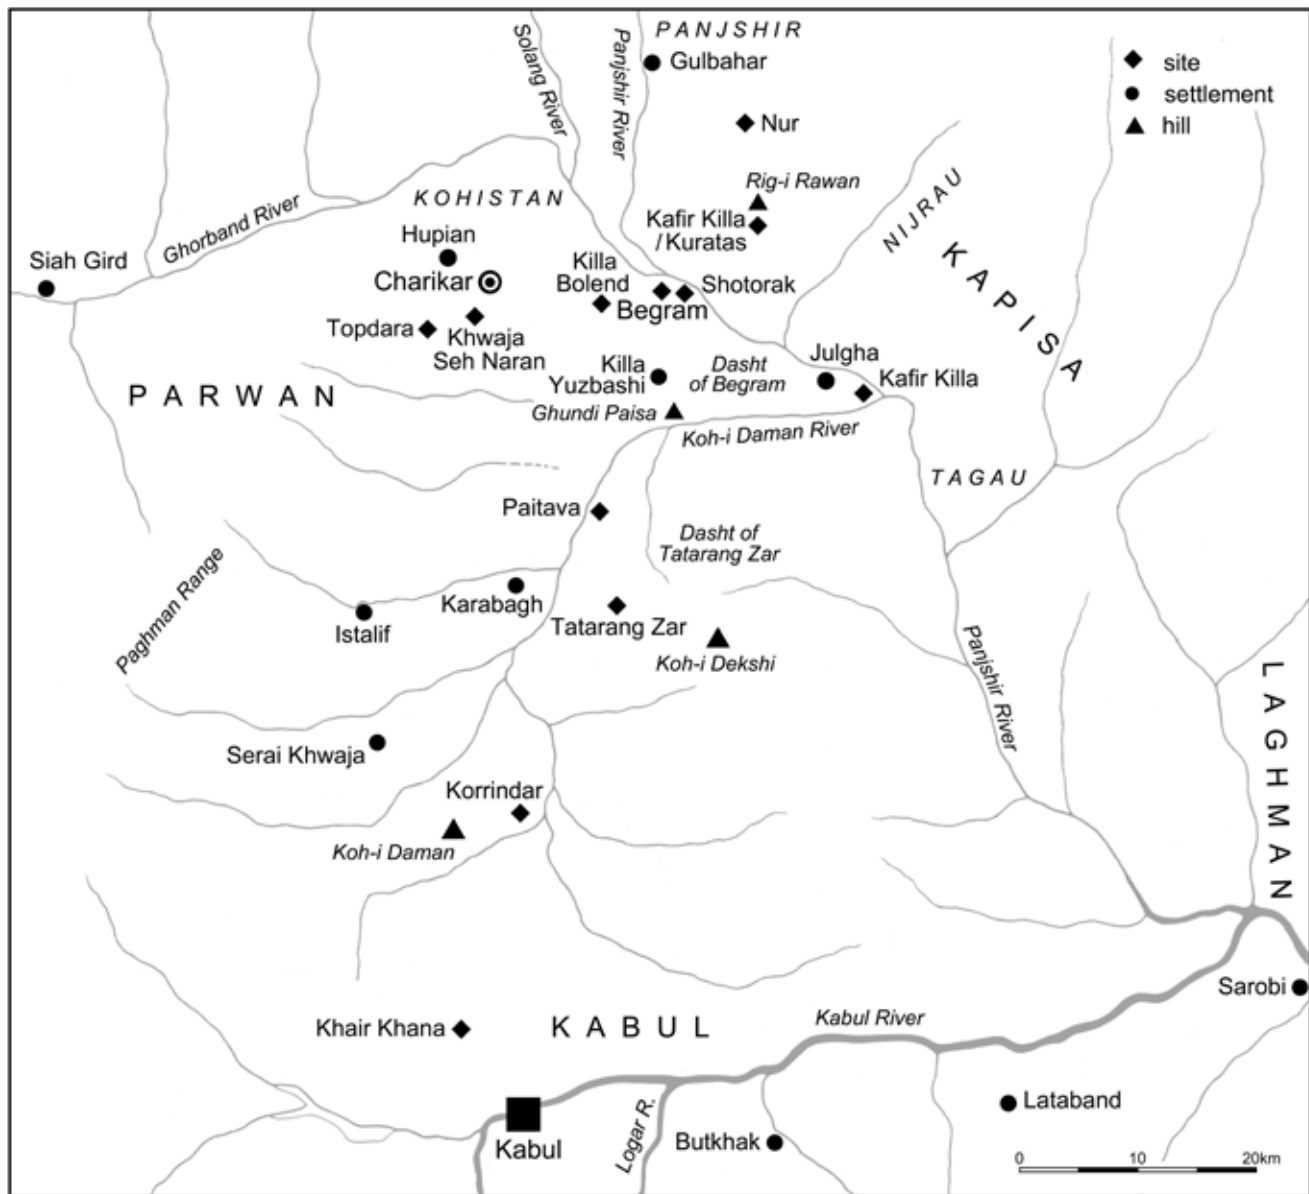 PANJSHIR
Solang River
Panjshir River
Gulbahar
site
settlement
hill
Nur
Rig-i Rawan
NIJRAU
KOHISTAN
Ghorband River
Kafir Killa
/Kuratas
Hupian
Siah Gird
Charikar
Killa
Bolend
Shotorak
Begram
KAPISA
Topdara
Khwaja
Seh Naran
Killa
Yuzbashi
Dasht
of Begram
Julgha
Kafir Killa
PARWAN
Ghundi Paisa
Koh-i Daman River
TAGAU
Paitava
Dasht of
Tatarang Zar
Paghman Range
Karabagh
Istalif
Tatarang Zar
Koh-i Dekshi
Panjshir River
LAGHMAN
Serai Khwaja
Korrindar
Koh-i Daman
Sarobi
Khair Khana
KABUL
Kabul River
Lataband
Kabul
Logar R.
Butkhak
0 10 20km